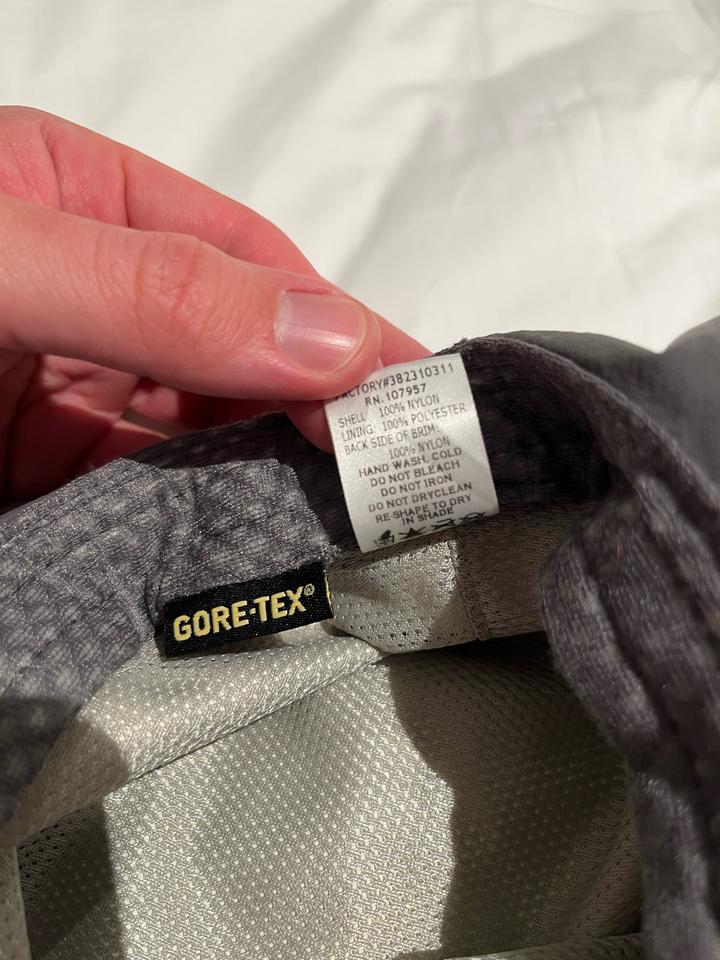 FACTORY#382310311
RN. 107957
SHELL 100% NYLON
LINING: 100% POLYESTER
BACK SIDE OF BRIM:
100% NYLON
HAND WASH, COLD
DO NOT BLEACH
DO NOT IRON
DO NOT DRYCLEAN
RE-SHAPE TO DRY
IN SHADE
GORE-TEX®